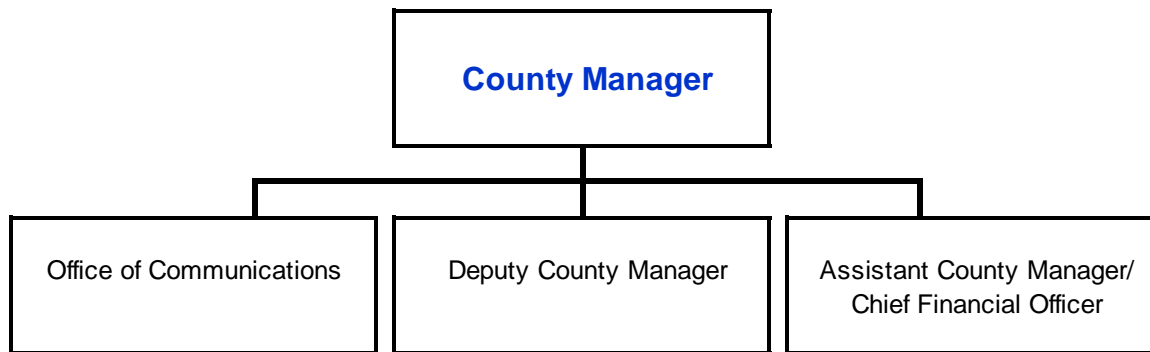 County Manager
Office of Communications
Deputy County Manager
Assistant County Manager/
Chief Financial Officer